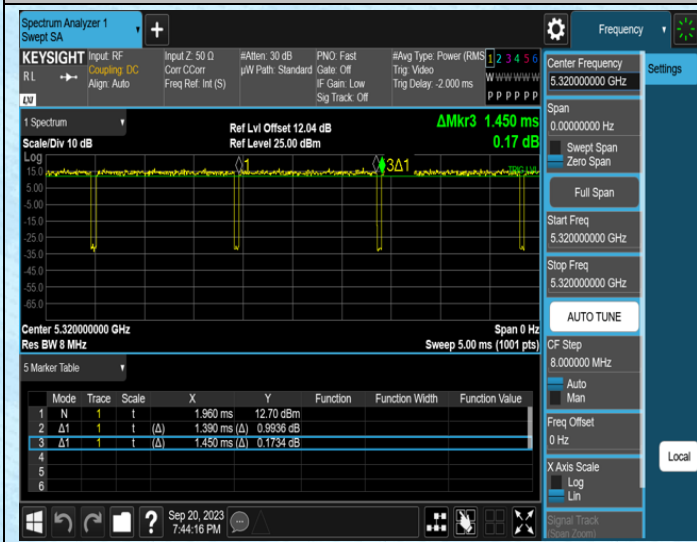 Spectrum Analyzer 1
Swept SA
Frequency
KEYSIGHT
RL
LXI
Input: RF
Coupling: DC
Align: Auto
Input Z: 50 Ω
Corr CCorr
Freq Ref: Int (S)
#Atten: 30 dB
µW Path: Standard
PNO: Fast
Gate: Off
IF Gain: Low
Sig Track: Off
#Avg Type: Power (RMS
Trig: Video
Trig Delay: -2.000 ms
1 2 3 4 5 6
W W W W W W
P P P P P P
1 Spectrum
Scale/Div 10 dB
Ref Lvl Offset 12.04 dB
Ref Level 25.00 dBm
ΔMkr3 1.450 ms
0.17 dB
Log
15.0
5.00
-5.00
-15.0
-25.0
-35.0
-45.0
-55.0
-65.0
1
3Δ1
TRIG LVL
Center 5.320000000 GHz
Res BW 8 MHz
Span 0 Hz
Sweep 5.00 ms (1001 pts)
5 Marker Table
Mode Trace Scale X Y Function Function Width Function Value
1 N 1 t 1.960 ms 12.70 dBm
2 Δ1 1 t (Δ) 1.390 ms (Δ) 0.9936 dB
3 Δ1 1 t (Δ) 1.450 ms (Δ) 0.1734 dB
4
5
6
Sep 20, 2023
7:44:16 PM
Center Frequency
5.320000000 GHz
Span
0.00000000 Hz
Swept Span
Zero Span
Full Span
Start Freq
5.320000000 GHz
Stop Freq
5.320000000 GHz
AUTO TUNE
CF Step
8.000000 MHz
Auto
Man
Freq Offset
0 Hz
X Axis Scale
Log
Lin
Signal Track
(Span Zoom)
Settings
Local